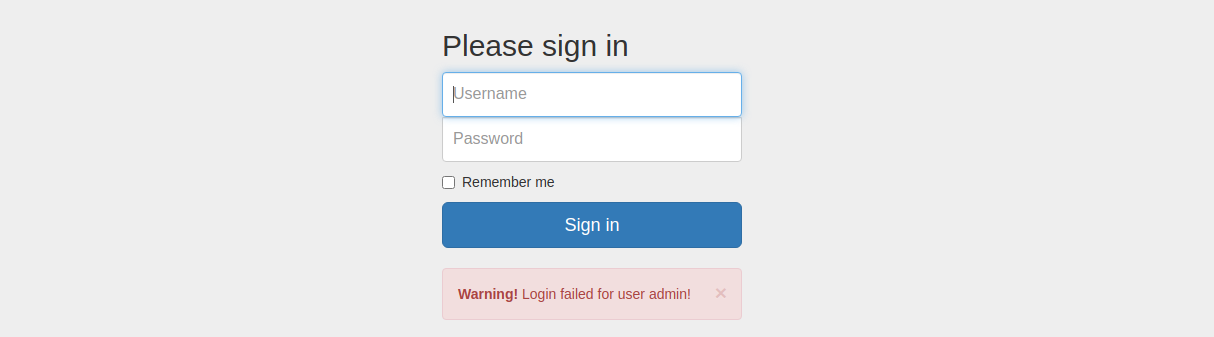 Please sign in
Username
Password
Remember me
Sign in
Warning! Login failed for user admin! ×